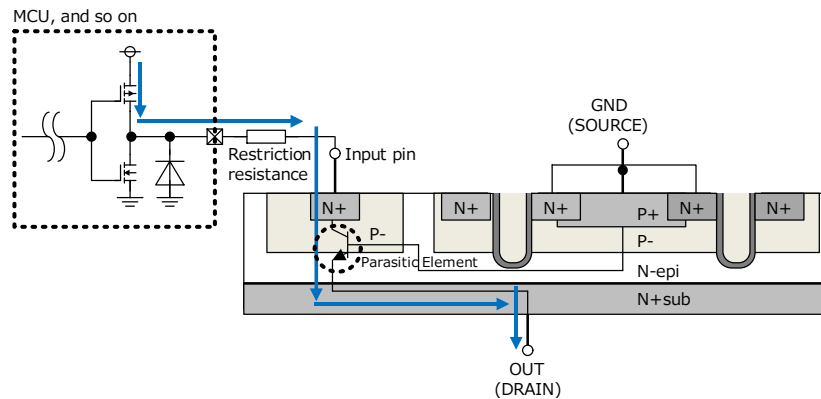 MCU, and so on
GND
(SOURCE)
Restriction
resistance
Input pin
N+
N+
N+
P+
N+
N+
P-
P-
Parasitic Element
N-epi
N+sub
OUT
(DRAIN)